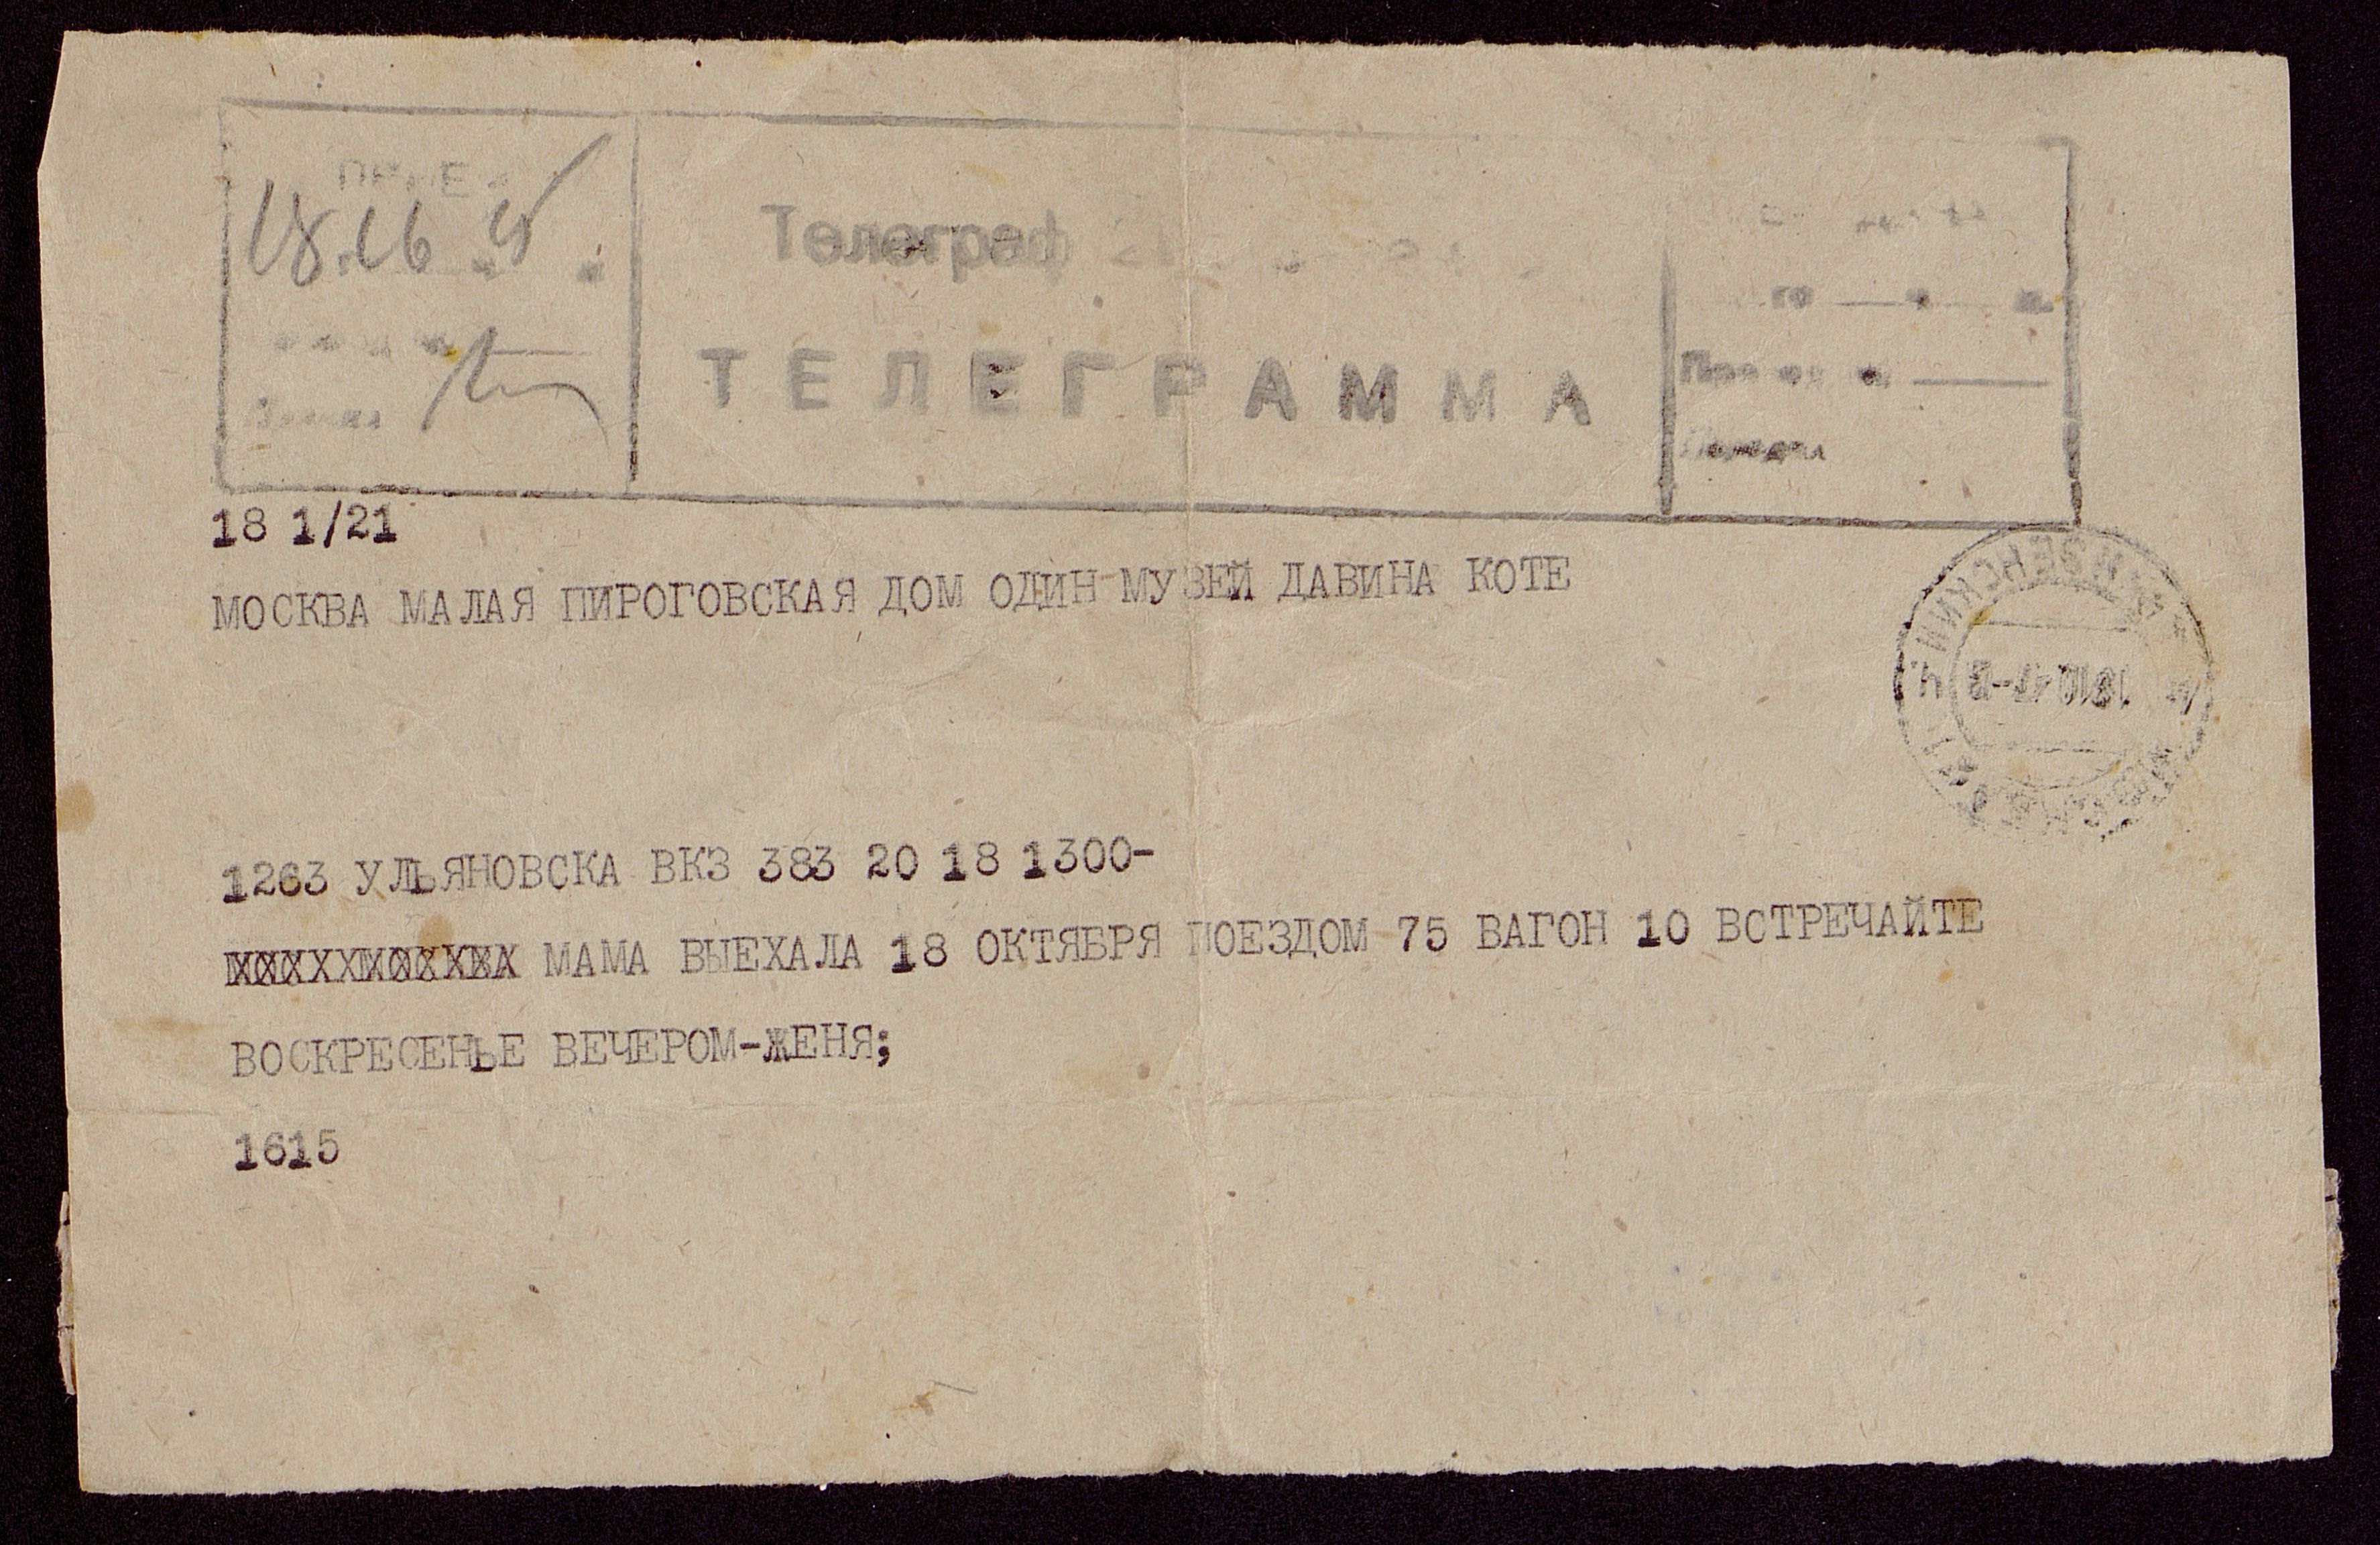 Телеграф
ТЕЛЕГРАММА
18 1/21
МОСКВА МАЛАЯ ПИРОГОВСКАЯ ДОМ ОДИН МУЗЕЙ ДАВИНА КОТЕ
1263 УЛЬЯНОВСКА ВКЗ 383 20 18 1300-
МАМА ВЫЕХАЛА 18 ОКТЯБРЯ ПОЕЗДОМ 75 ВАГОН 10 ВСТРЕЧАЙТЕ
ВОСКРЕСЕНЬЕ ВЕЧЕРОМ-ЖЕНЯ;
1615